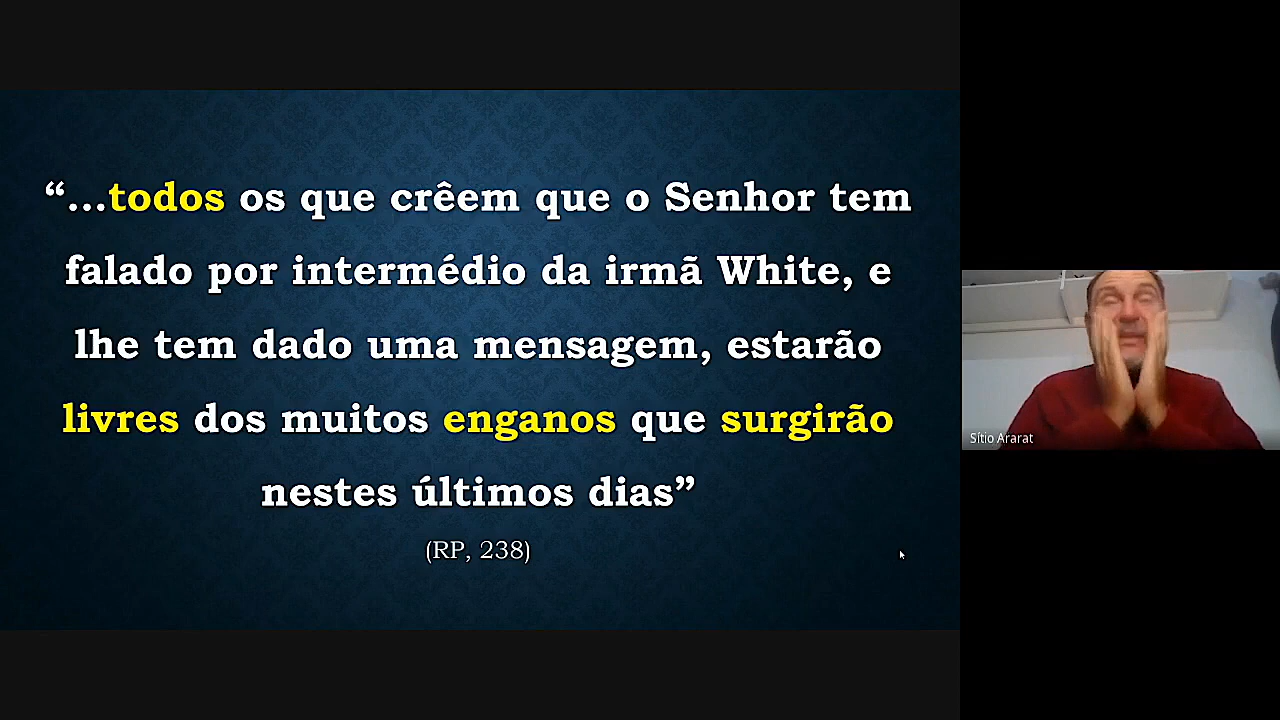 “...todos os que crêem que o Senhor tem
falado por intermédio da irmã White, e
lhe tem dado uma mensagem, estarão
livres dos muitos enganos que surgirão
nestes últimos dias”
(RP, 238)
Sítio Ararat